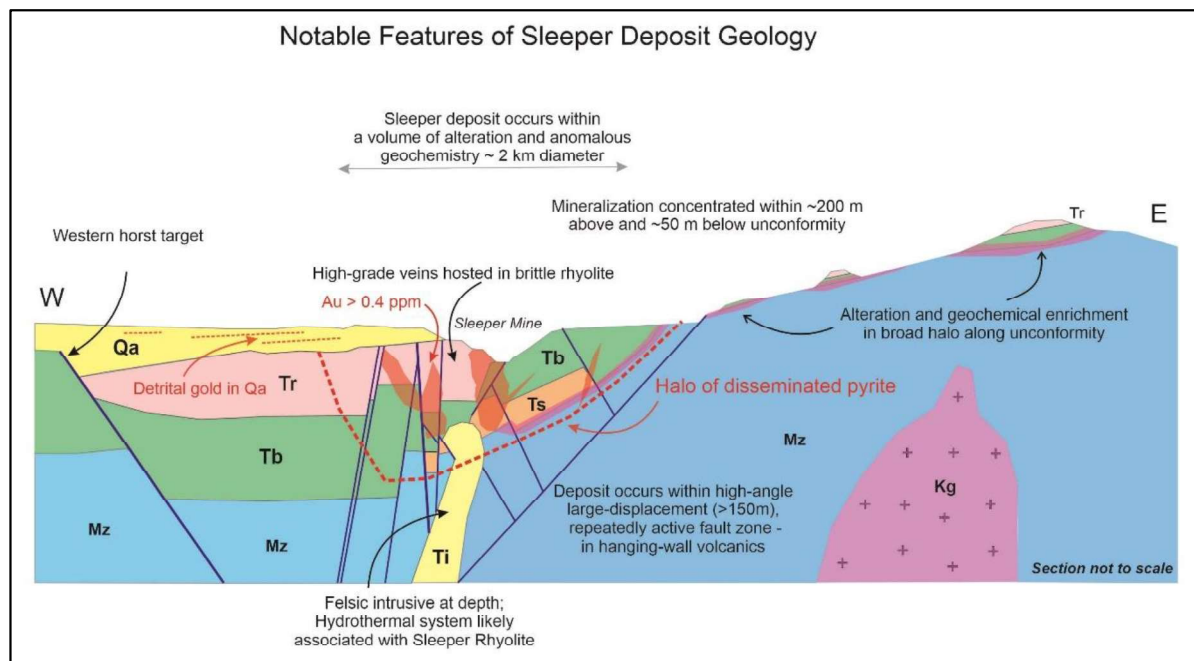 Notable Features of Sleeper Deposit Geology
Sleeper deposit occurs within
a volume of alteration and anomalous
geochemistry ~ 2 km diameter
Mineralization concentrated within ~200 m
above and ~50 m below unconformity
Tr
E
Western horst target
High-grade veins hosted in brittle rhyolite
W
Au > 0.4 ppm
Sleeper Mine
Alteration and geochemical enrichment
in broad halo along unconformity
Qa
Detrital gold in Qa
Tr
Tb
Ts
Halo of disseminated pyrite
Mz
Tb
Kg
Deposit occurs within high-angle
large-displacement (>150m),
repeatedly active fault zone -
in hanging-wall volcanics
Mz
Mz
Ti
Section not to scale
Felsic intrusive at depth;
Hydrothermal system likely
associated with Sleeper Rhyolite